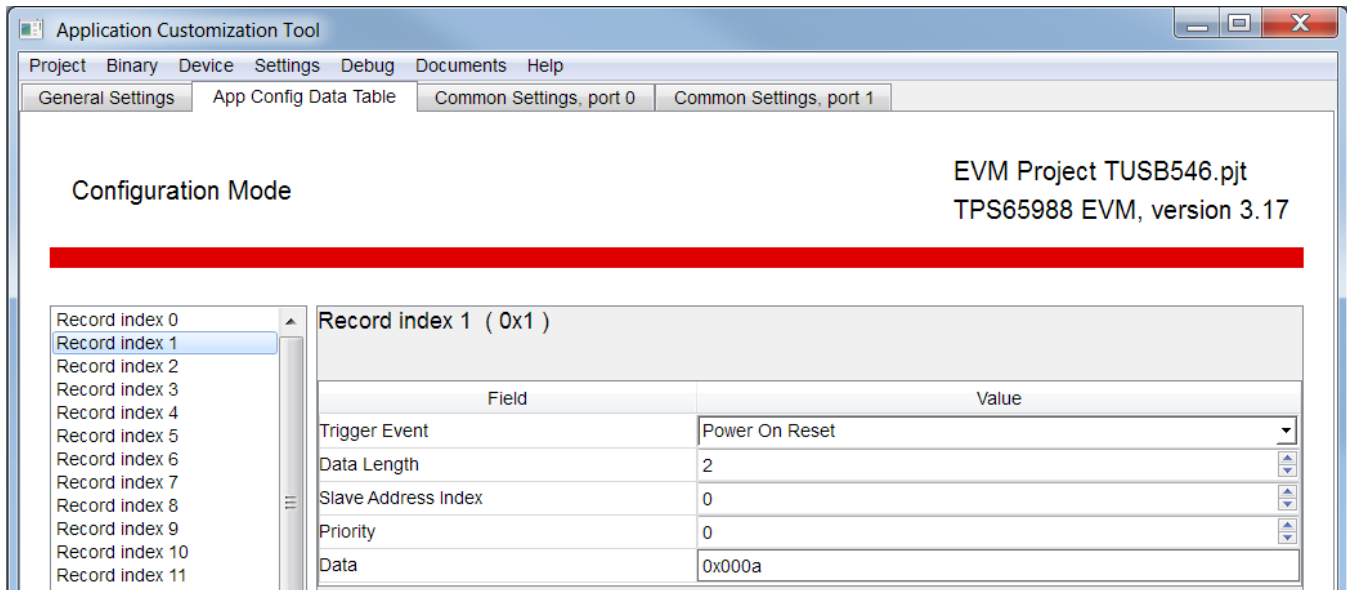 Application Customization Tool
Project Binary Device Settings Debug Documents Help
General Settings App Config Data Table Common Settings, port 0 Common Settings, port 1
Configuration Mode
EVM Project TUSB546.pjt
TPS65988 EVM, version 3.17
Record index 0
Record index 1
Record index 2
Record index 3
Record index 4
Record index 5
Record index 6
Record index 7
Record index 8
Record index 9
Record index 10
Record index 11
Record index 1 ( 0x1 )
Field Value
Trigger Event Power On Reset
Data Length 2
Slave Address Index 0
Priority 0
Data 0x000a